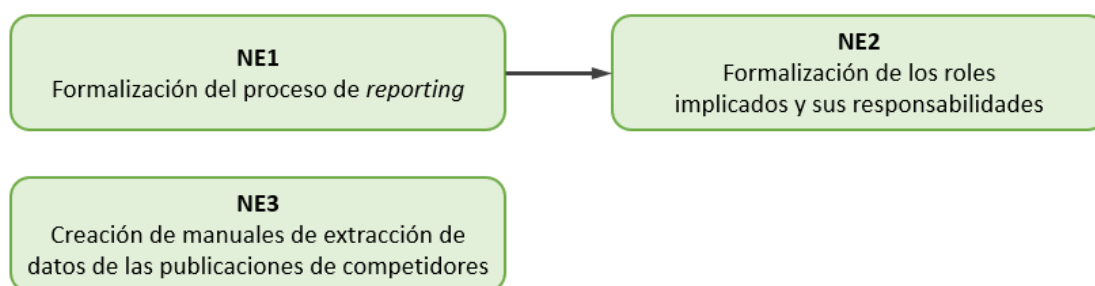 NE1
Formalización del proceso de reporting
NE2
Formalización de los roles
implicados y sus responsabilidades
NE3
Creación de manuales de extracción de
datos de las publicaciones de competidores